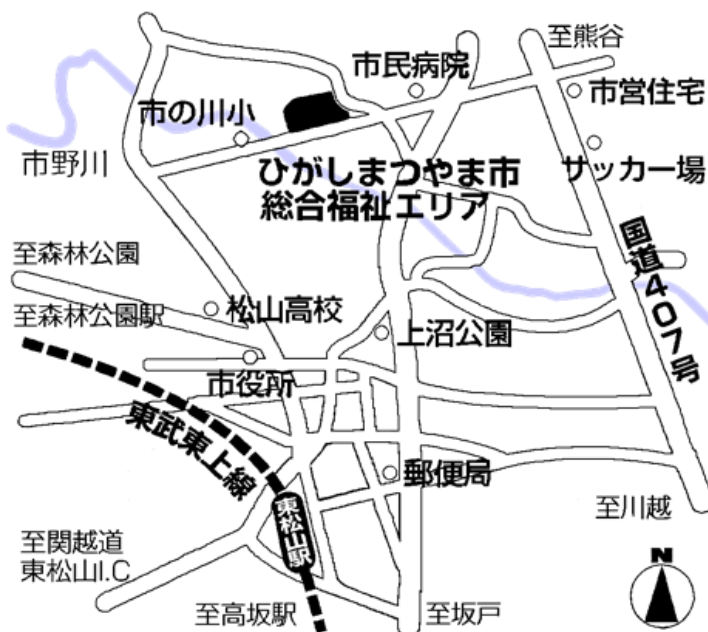 至熊谷
市民病院
市営住宅
市の川小
サッカー場
市野川
ひがしまつやま市
総合福祉エリア
至森林公園
国道407号
至森林公園駅
松山高校
上沼公園
市役所
東武東上線
郵便局
至川越
東松山駅
至関越道
東松山I.C
N
至高坂駅
至坂戸